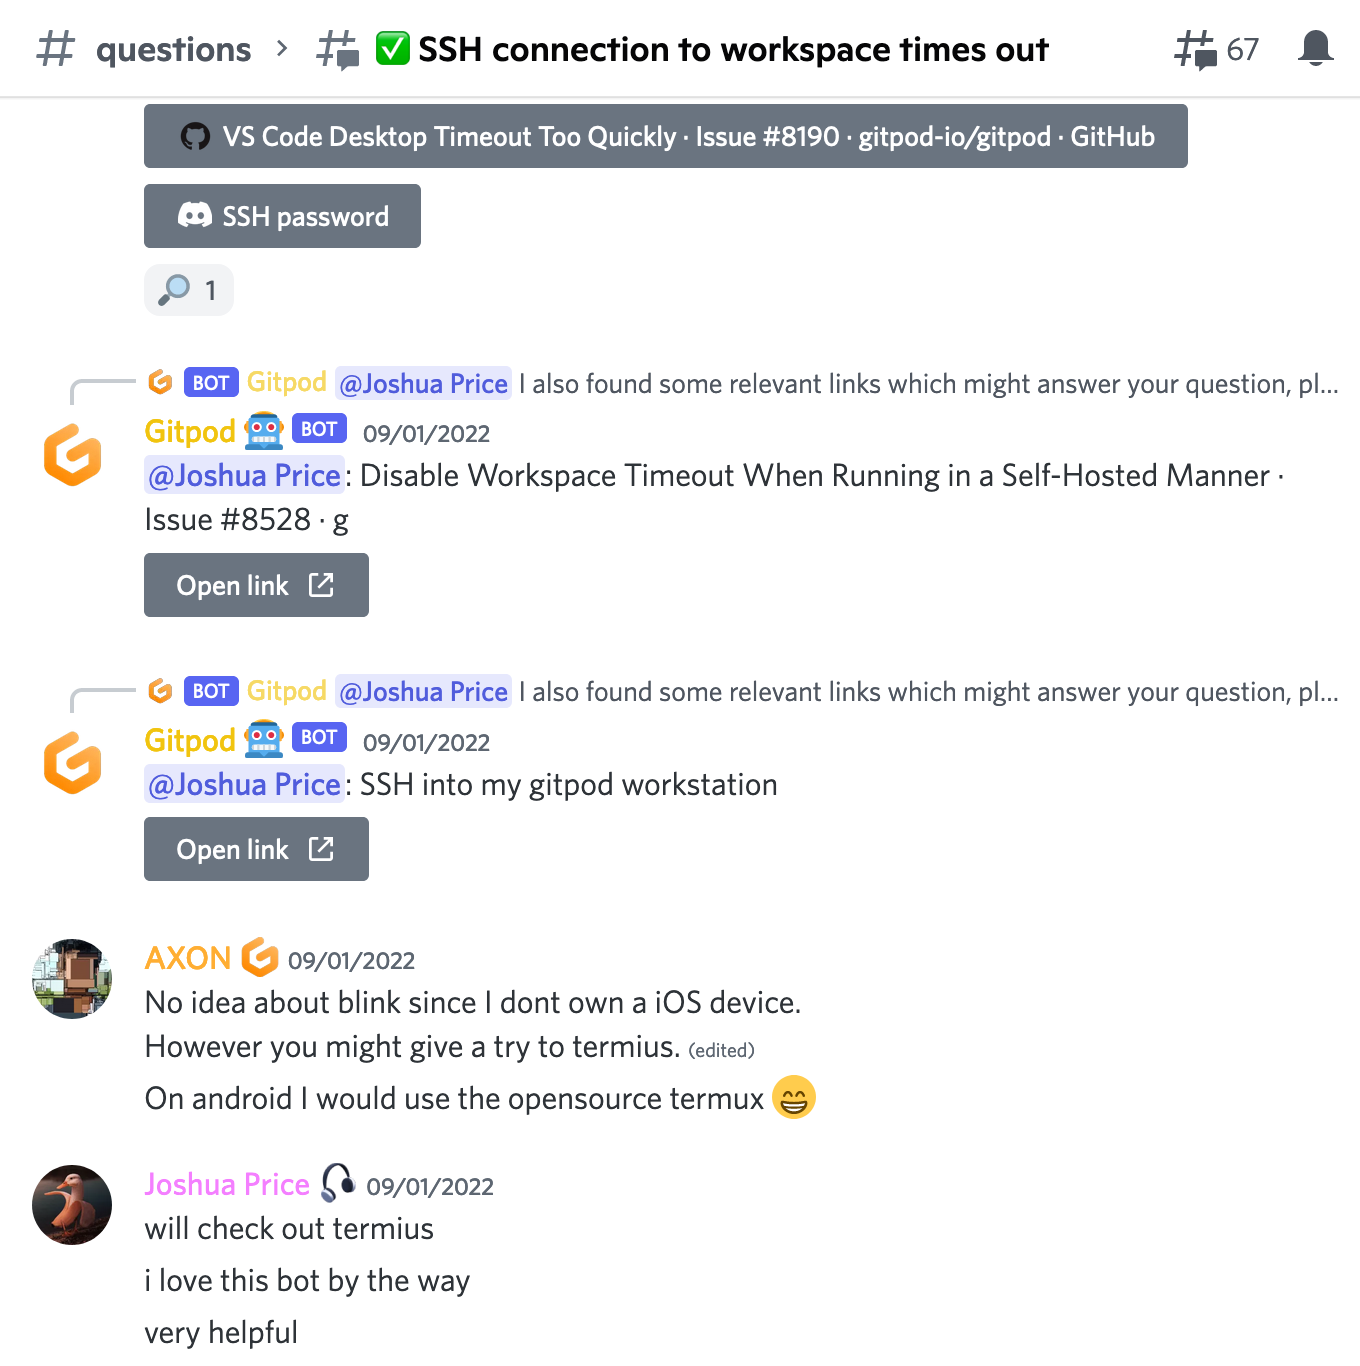 questions › ✅ SSH connection to workspace times out 67
VS Code Desktop Timeout Too Quickly · Issue #8190 · gitpod-io/gitpod · GitHub
SSH password
🔎 1
BOT Gitpod @Joshua Price I also found some relevant links which might answer your question, pl...
Gitpod 🤖 BOT 09/01/2022
@Joshua Price: Disable Workspace Timeout When Running in a Self-Hosted Manner ·
Issue #8528 · g
Open link
BOT Gitpod @Joshua Price I also found some relevant links which might answer your question, pl...
Gitpod 🤖 BOT 09/01/2022
@Joshua Price: SSH into my gitpod workstation
Open link
AXON 09/01/2022
No idea about blink since I dont own a iOS device.
However you might give a try to termius. (edited)
On android I would use the opensource termux 😄
Joshua Price 09/01/2022
will check out termius
i love this bot by the way
very helpful